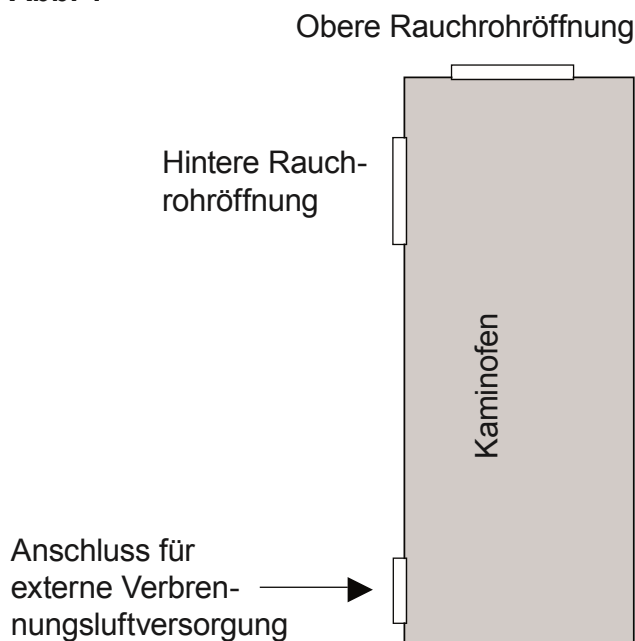 Obere Rauchrohröffnung
Hintere Rauch-
rohröffnung
Kaminofen
Anschluss für
externe Verbren-
nungsluftversorgung